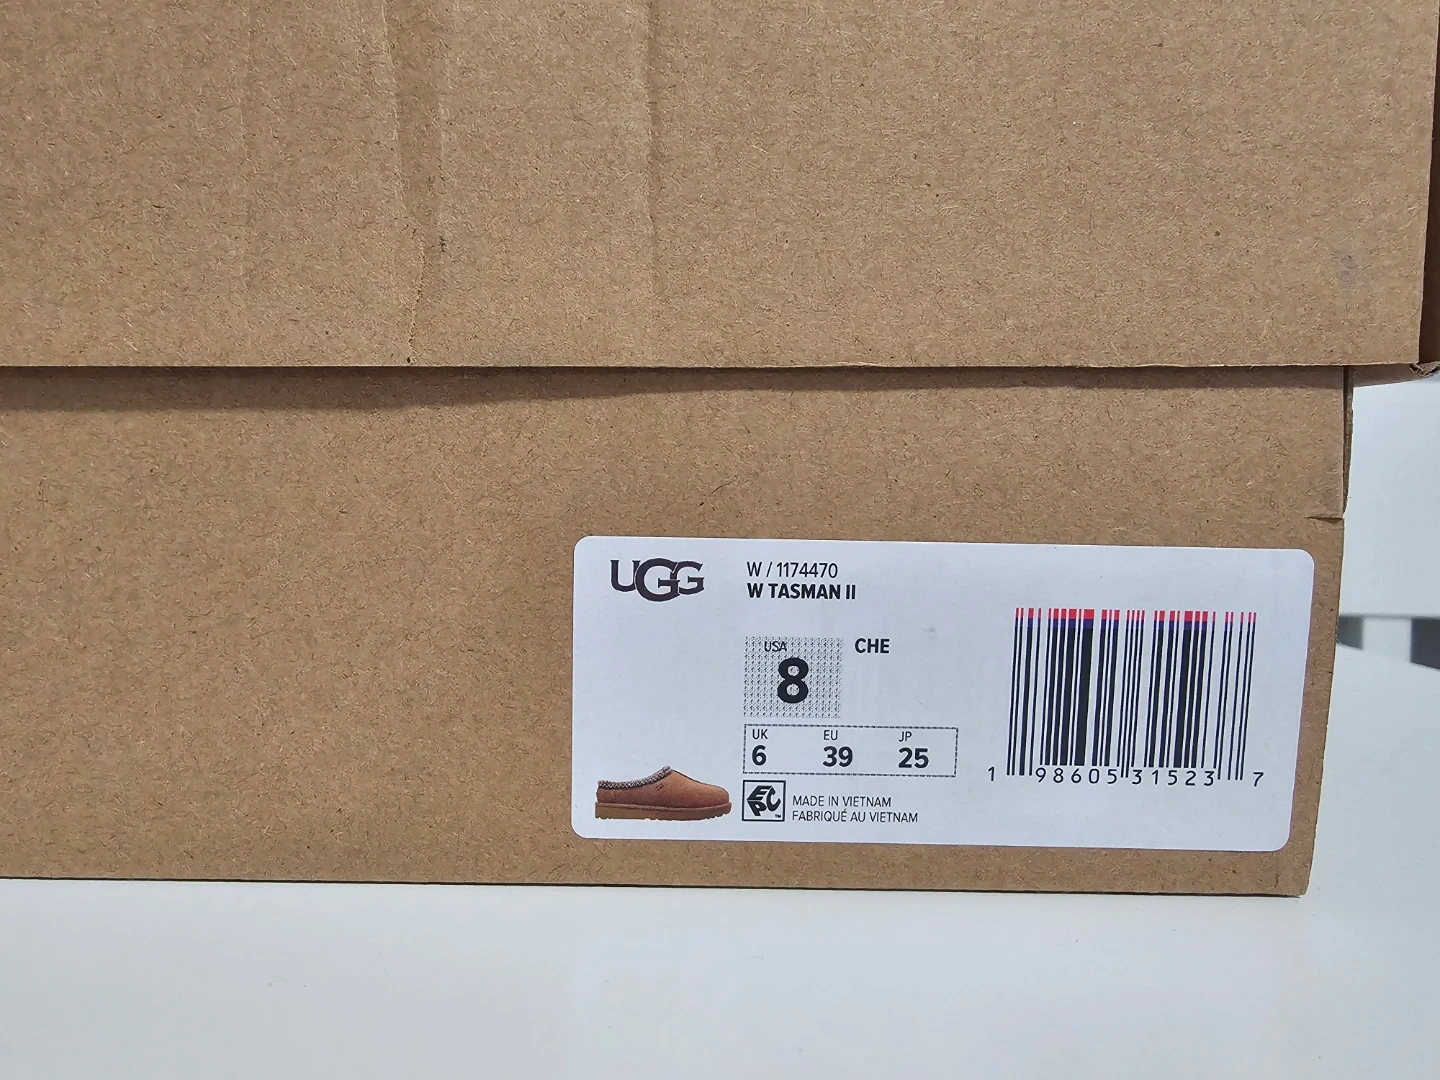 UGG
W / 1174470
W TASMAN II
USA
8
CHE
UK EU JP
6 39 25
EPC™
MADE IN VIETNAM
FABRIQUÉ AU VIETNAM
1 98605 31523 7